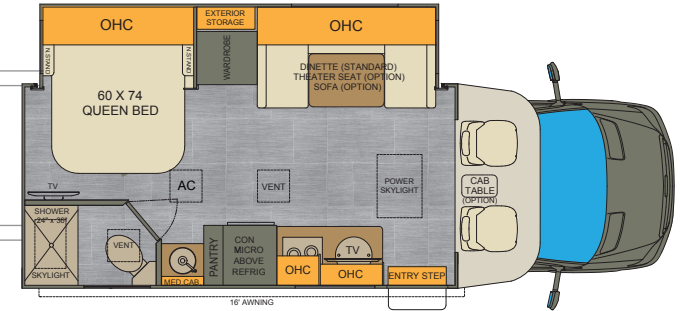 OHC
EXTERIOR
STORAGE
OHC
WARDROBE
N STAND
N STAND
DINETTE (STANDARD)
THEATER SEAT (OPTION)
SOFA (OPTION)
60 X 74
QUEEN BED
TV
AC
VENT
POWER
SKYLIGHT
CAB
TABLE
(OPTION)
SHOWER
24" x 36"
SKYLIGHT
VENT
MED.CAB
PANTRY
CON
MICRO
ABOVE
REFRIG
TV
OHC
OHC
ENTRY STEP
16' AWNING